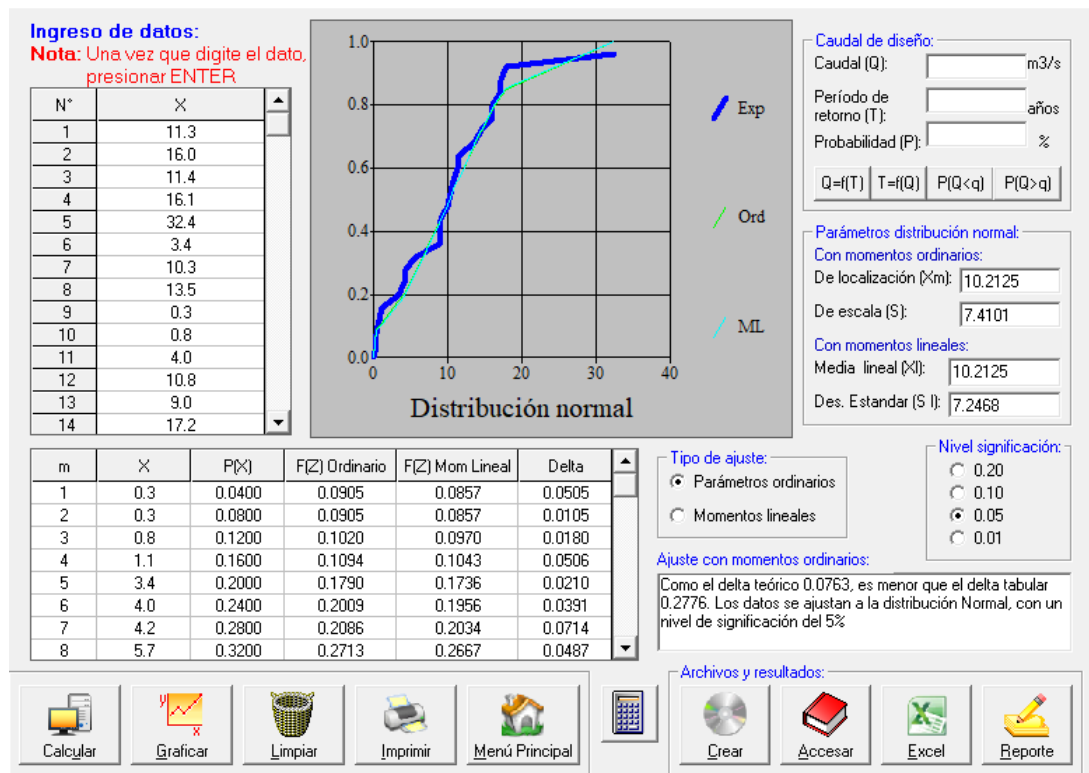 Ingreso de datos:
Nota: Una vez que digite el dato,
presionar ENTER
N° X
1 11.3
2 16.0
3 11.4
4 16.1
5 32.4
6 3.4
7 10.3
8 13.5
9 0.3
10 0.8
11 4.0
12 10.8
13 9.0
14 17.2
1.0
0.8
0.6
0.4
0.2
0.0
0 10 20 30 40
Exp
Ord
ML
Distribución normal
Caudal de diseño:
Caudal (Q): m3/s
Período de
retorno (T): años
Probabilidad (P): %
Q=f(T) T=f(Q) P(Q<q) P(Q>q)
Parámetros distribución normal:
Con momentos ordinarios:
De localización (Xm): 10.2125
De escala (S): 7.4101
Con momentos lineales:
Media lineal (Xl): 10.2125
Des. Estandar (S l): 7.2468
m X P(X) F(Z) Ordinario F(Z) Mom Lineal Delta
1 0.3 0.0400 0.0905 0.0857 0.0505
2 0.3 0.0800 0.0905 0.0857 0.0105
3 0.8 0.1200 0.1020 0.0970 0.0180
4 1.1 0.1600 0.1094 0.1043 0.0506
5 3.4 0.2000 0.1790 0.1736 0.0210
6 4.0 0.2400 0.2009 0.1956 0.0391
7 4.2 0.2800 0.2086 0.2034 0.0714
8 5.7 0.3200 0.2713 0.2667 0.0487
Tipo de ajuste:
Parámetros ordinarios
Momentos lineales
Nivel significación:
0.20
0.10
0.05
0.01
Ajuste con momentos ordinarios:
Como el delta teórico 0.0763, es menor que el delta tabular
0.2776. Los datos se ajustan a la distribución Normal, con un
nivel de significación del 5%
Calcular Graficar Limpiar Imprimir Menú Principal
Archivos y resultados:
Crear Accesar Excel Reporte